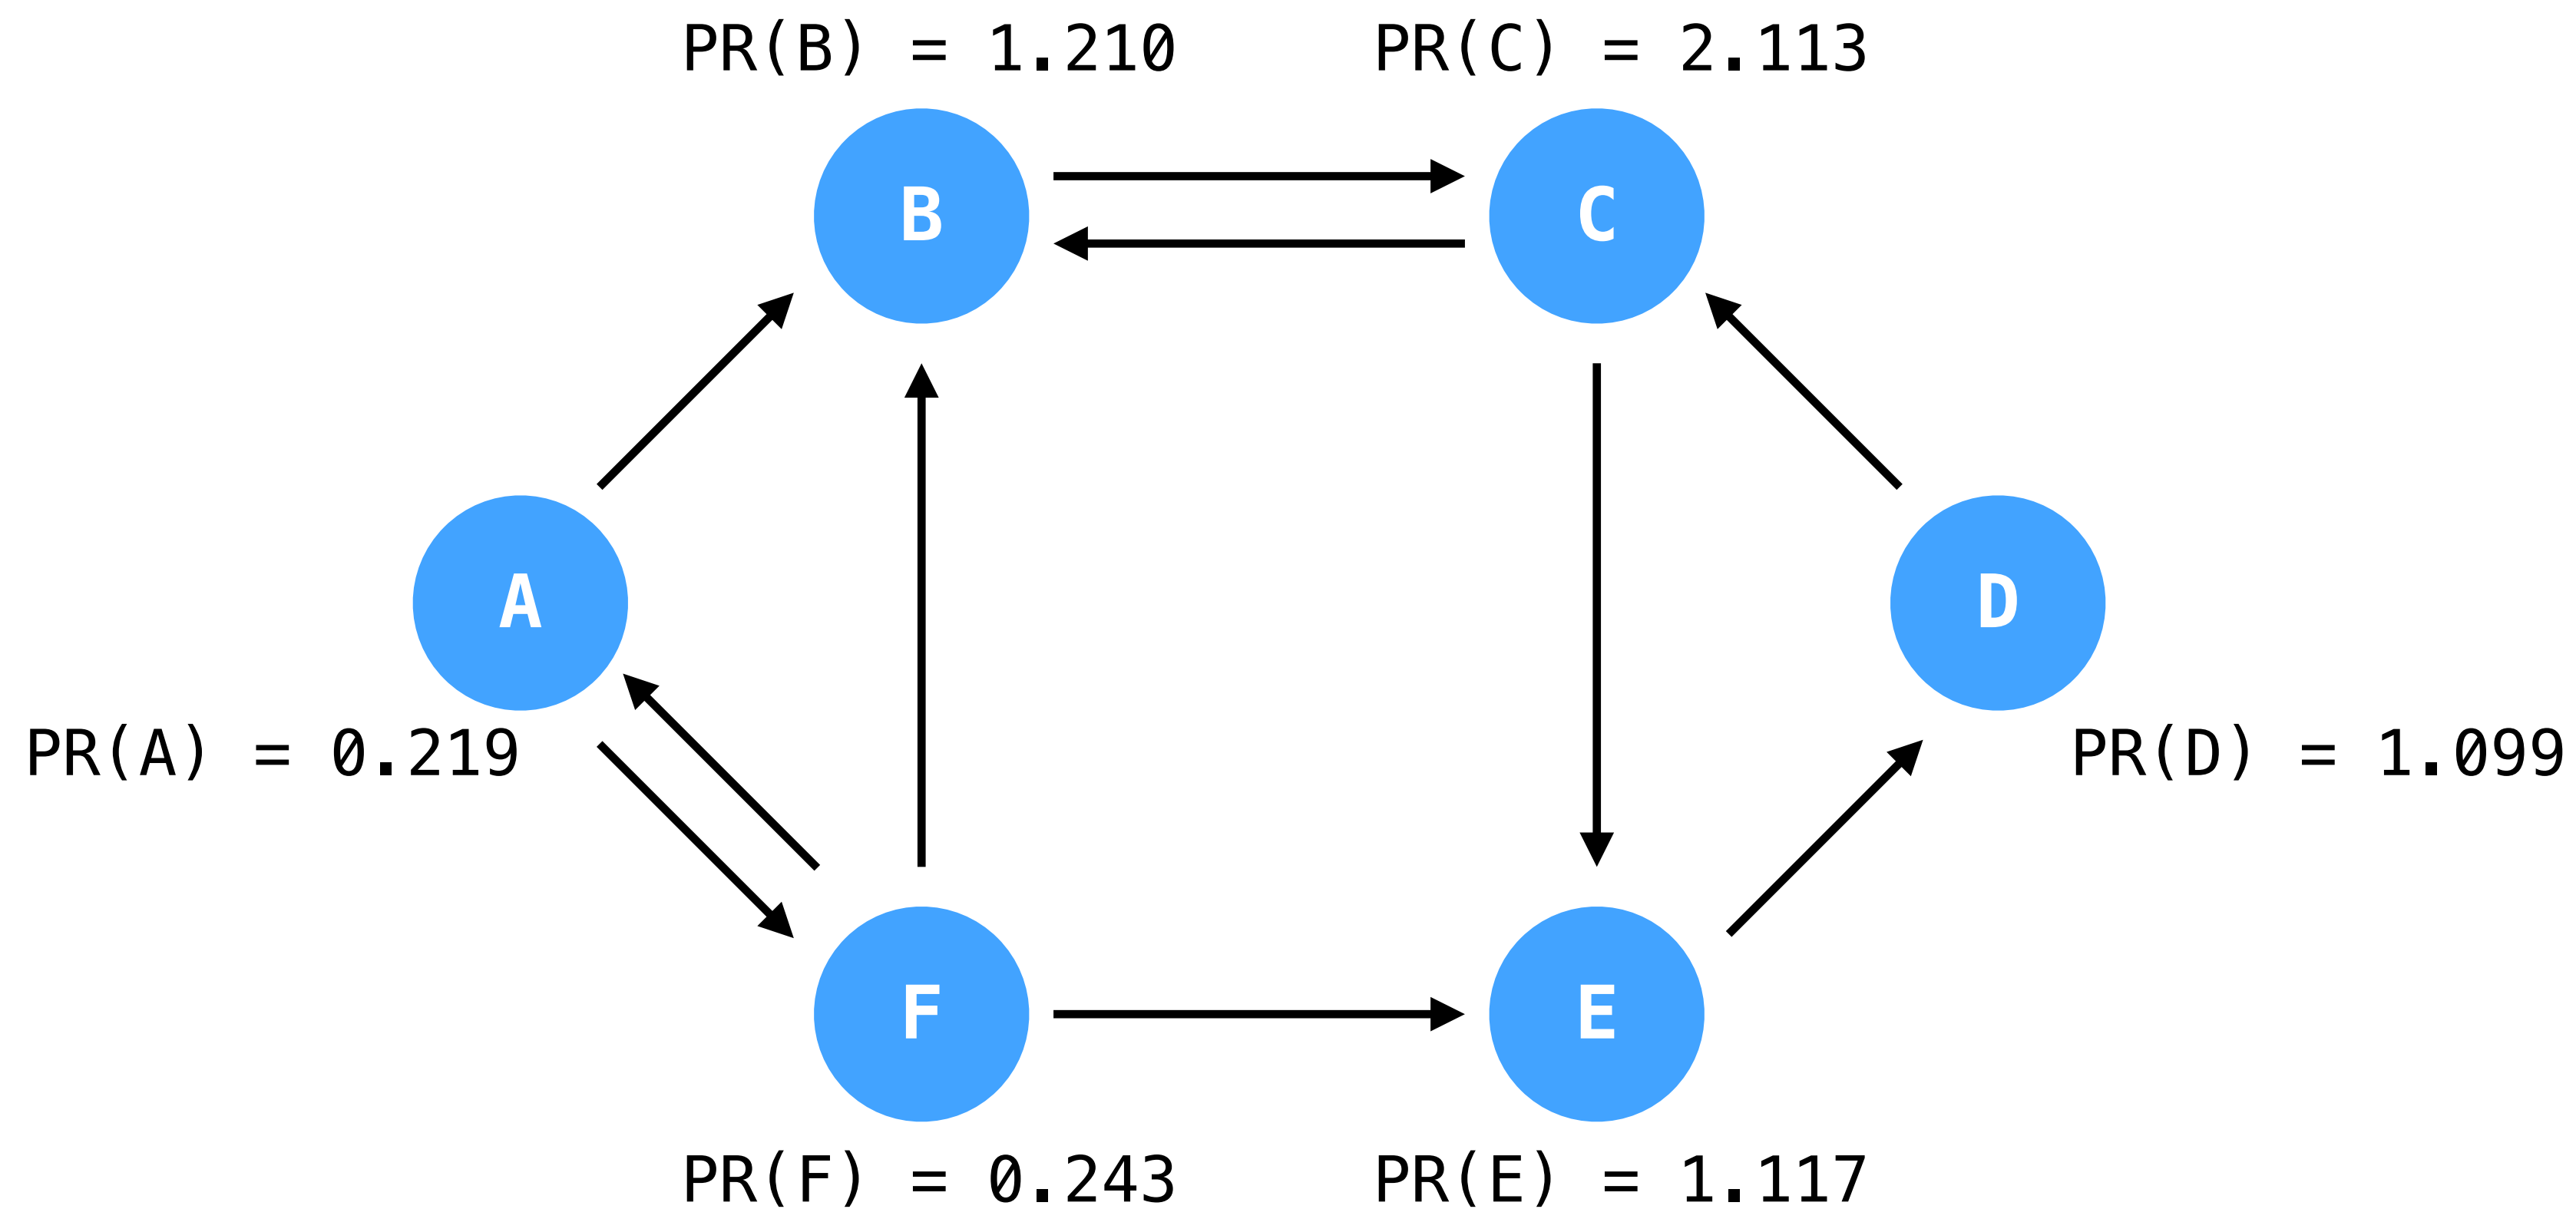 PR(B) = 1.210
PR(C) = 2.113
B
C
A
D
PR(A) = 0.219
PR(D) = 1.099
F
E
PR(F) = 0.243
PR(E) = 1.117